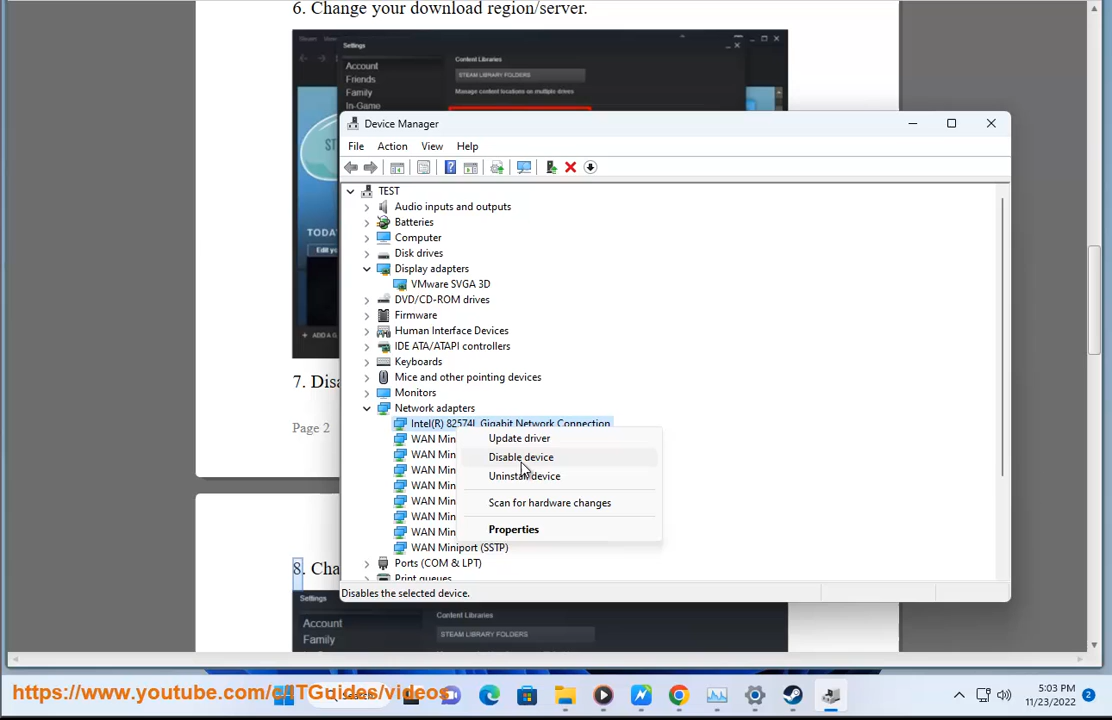 6. Change your download region/server.
Settings
Content Libraries
Account
STEAM LIBRARY FOLDERS
Friends
Manage content locations on multiple drives
Family
In-Game
Device Manager
File Action View Help
TEST
Audio inputs and outputs
Batteries
Computer
Disk drives
Display adapters
VMware SVGA 3D
DVD/CD-ROM drives
Firmware
Human Interface Devices
IDE ATA/ATAPI controllers
Keyboards
Mice and other pointing devices
Monitors
Network adapters
Intel(R) 82574L Gigabit Network Connection
WAN Min
WAN Min
WAN Min
WAN Min
WAN Min
WAN Min
WAN Min
WAN Miniport (SSTP)
Ports (COM & LPT)
Print queues
Update driver
Disable device
Uninstall device
Scan for hardware changes
Properties
Disables the selected device.
TODA
Edit yo
ADD A G
7. Disa
Page 2
8. Cha
Settings
Content Libraries
Account
STEAM LIBRARY FOLDERS
Family
https://www.youtube.com/c/ITGuides/videos
Search
5:03 PM
11/23/2022
2